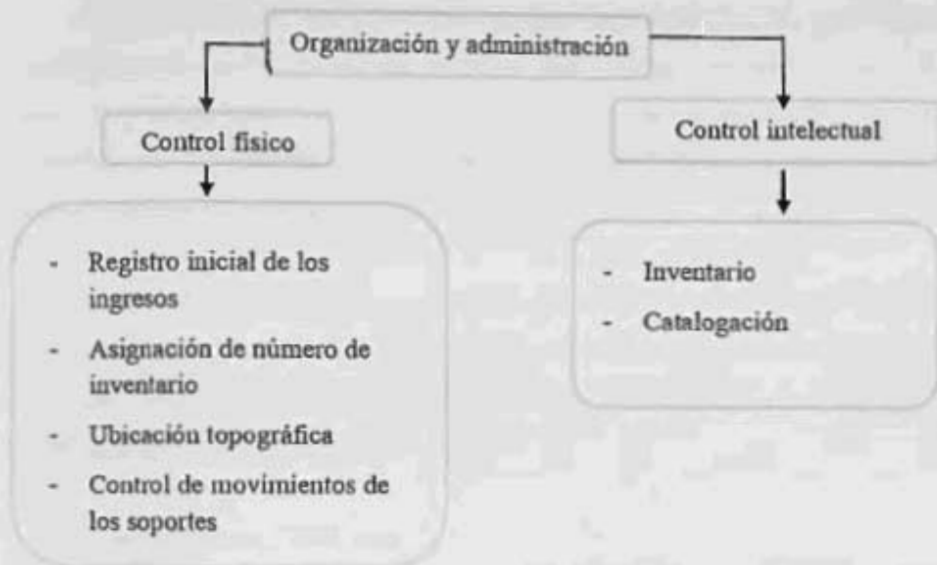 Organización y administración
Control físico
Control intelectual
- Registro inicial de los
ingresos
- Asignación de número de
inventario
- Ubicación topográfica
- Control de movimientos de
los soportes
- Inventario
- Catalogación